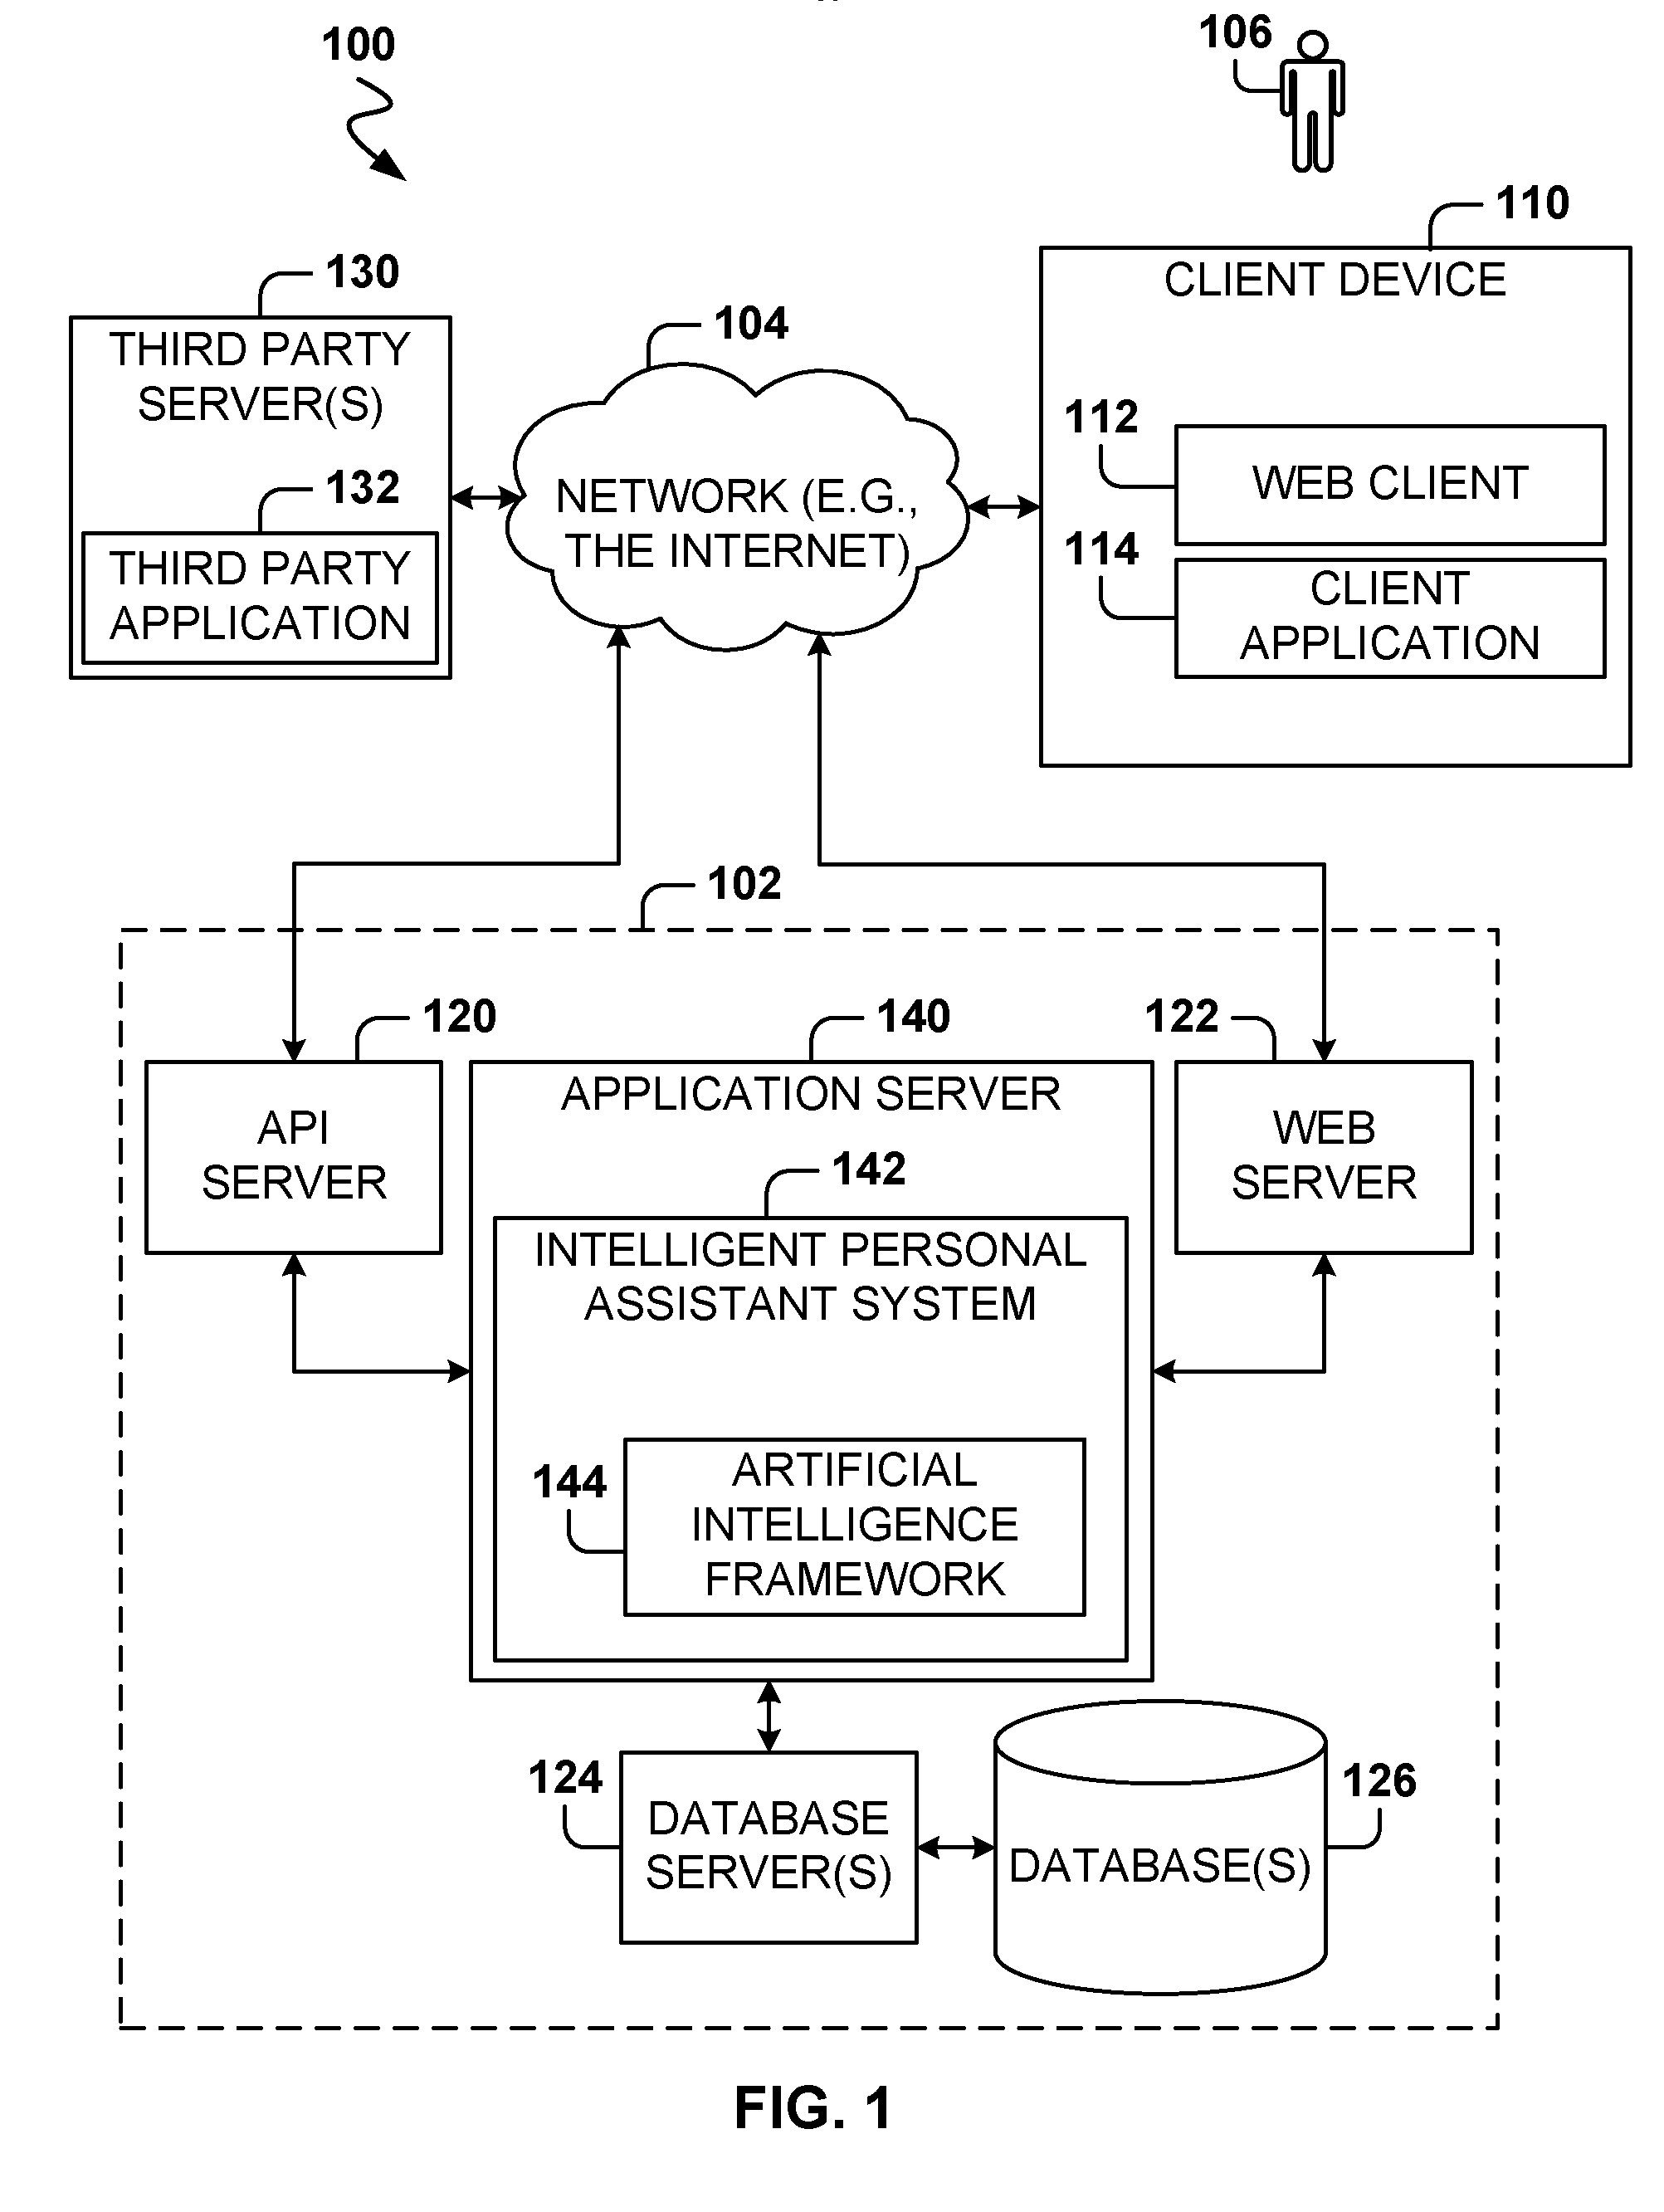 100
106
110
CLIENT DEVICE
130
THIRD PARTY
SERVER(S)
104
112
WEB CLIENT
132
NETWORK (E.G.,
THE INTERNET)
114
THIRD PARTY
APPLICATION
CLIENT
APPLICATION
102
120
140
122
API
SERVER
APPLICATION SERVER
WEB
SERVER
142
INTELLIGENT PERSONAL
ASSISTANT SYSTEM
144
ARTIFICIAL
INTELLIGENCE
FRAMEWORK
124
DATABASE
SERVER(S)
126
DATABASE(S)
FIG. 1